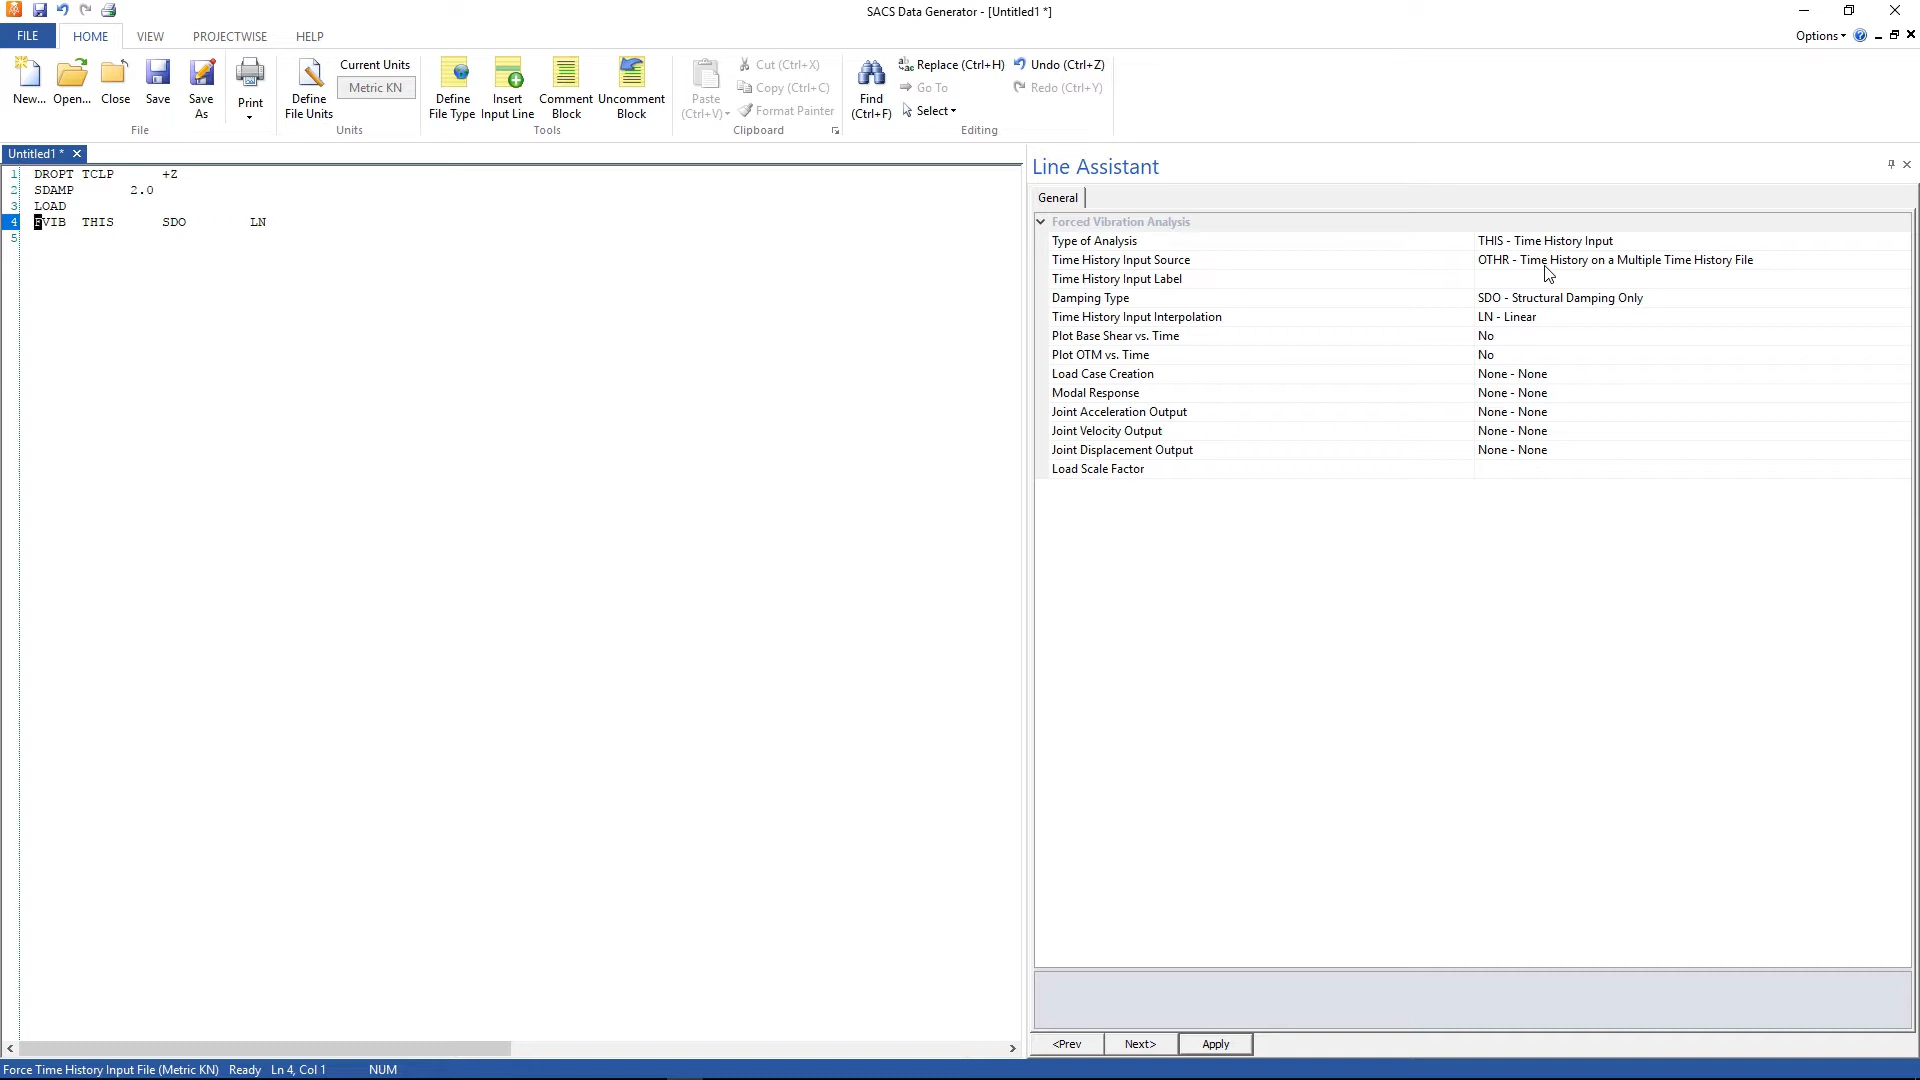 SACS Data Generator - [Untitled1 *]
FILE HOME VIEW PROJECTWISE HELP
Options
New... Open... Close Save Save As Print
File
Define File Units
Current Units
Metric KN
Units
Define File Type
Insert Input Line
Comment Block
Uncomment Block
Tools
Paste (Ctrl+V)
Cut (Ctrl+X)
Copy (Ctrl+C)
Format Painter
Clipboard
Find (Ctrl+F)
Replace (Ctrl+H)
Go To
Select
Undo (Ctrl+Z)
Redo (Ctrl+Y)
Editing
Untitled1 *
1 DROPT TCLP +Z
2 SDAMP 2.0
3 LOAD
4 FVIB THIS SDO LN
5
Line Assistant
General
Forced Vibration Analysis
Type of Analysis THIS - Time History Input
Time History Input Source OTHR - Time History on a Multiple Time History File
Time History Input Label
Damping Type SDO - Structural Damping Only
Time History Input Interpolation LN - Linear
Plot Base Shear vs. Time No
Plot OTM vs. Time No
Load Case Creation None - None
Modal Response None - None
Joint Acceleration Output None - None
Joint Velocity Output None - None
Joint Displacement Output None - None
Load Scale Factor
<Prev Next> Apply
Force Time History Input File (Metric KN) Ready Ln 4, Col 1 NUM